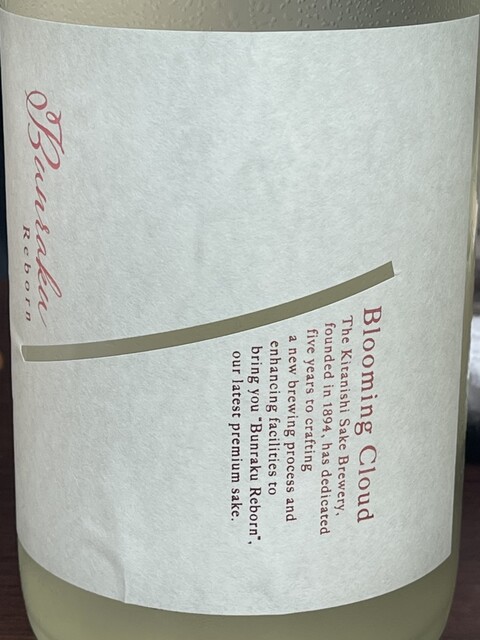 Bunraku
Reborn
Blooming Cloud
The Kitanishi Sake Brewery,
founded in 1894, has dedicated
five years to crafting
a new brewing process and
enhancing facilities to
bring you "Bunraku Reborn",
our latest premium sake.